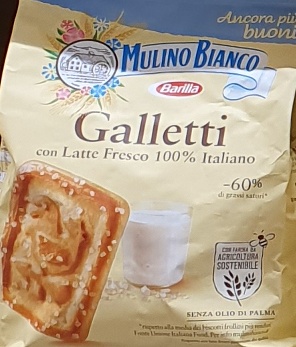 Ancora più
buoni
MULINO BIANCO
Barilla
Galletti
con Latte Fresco 100% Italiano
-60%
di grassi saturi*
CON FARINA DA
AGRICOLTURA
SOSTENIBILE
SENZA OLIO DI PALMA
*rispetto alla media dei biscotti frollini più venduti